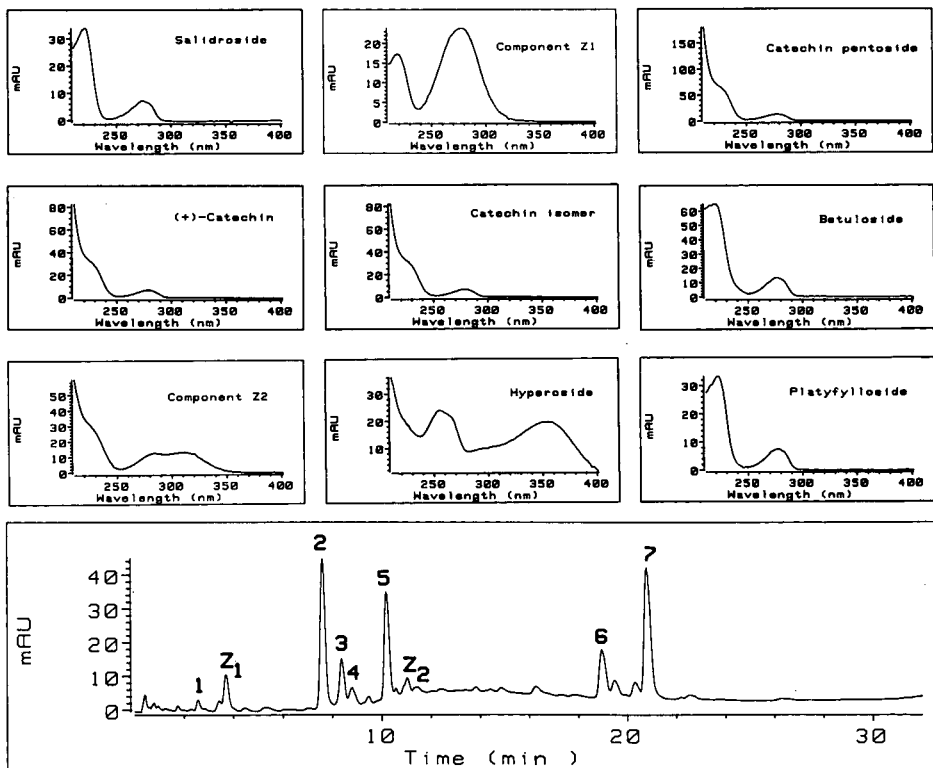 Salidroside
mAU
30
20
10
0
250 300 350 400
Wavelength (nm)
Component Z1
mAU
20
15
10
5
0
250 300 350 400
Wavelength (nm)
Catechin pentoside
mAU
150
100
50
0
250 300 350 400
Wavelength (nm)
(+)-Catechin
mAU
80
60
40
20
0
250 300 350 400
Wavelength (nm)
Catechin isomer
mAU
80
60
40
20
0
250 300 350 400
Wavelength (nm)
Betuloside
mAU
60
50
40
30
20
10
0
250 300 350 400
Wavelength (nm)
Component Z2
mAU
50
40
30
20
10
0
250 300 350 400
Wavelength (nm)
Hyperoside
mAU
30
20
10
250 300 350 400
Wavelength (nm)
Platyfylloside
mAU
30
20
10
0
250 300 350 400
Wavelength (nm)
mAU
40
30
20
10
0
1 Z1 2 3 4 5 Z2 6 7
10 20 30
Time (min )